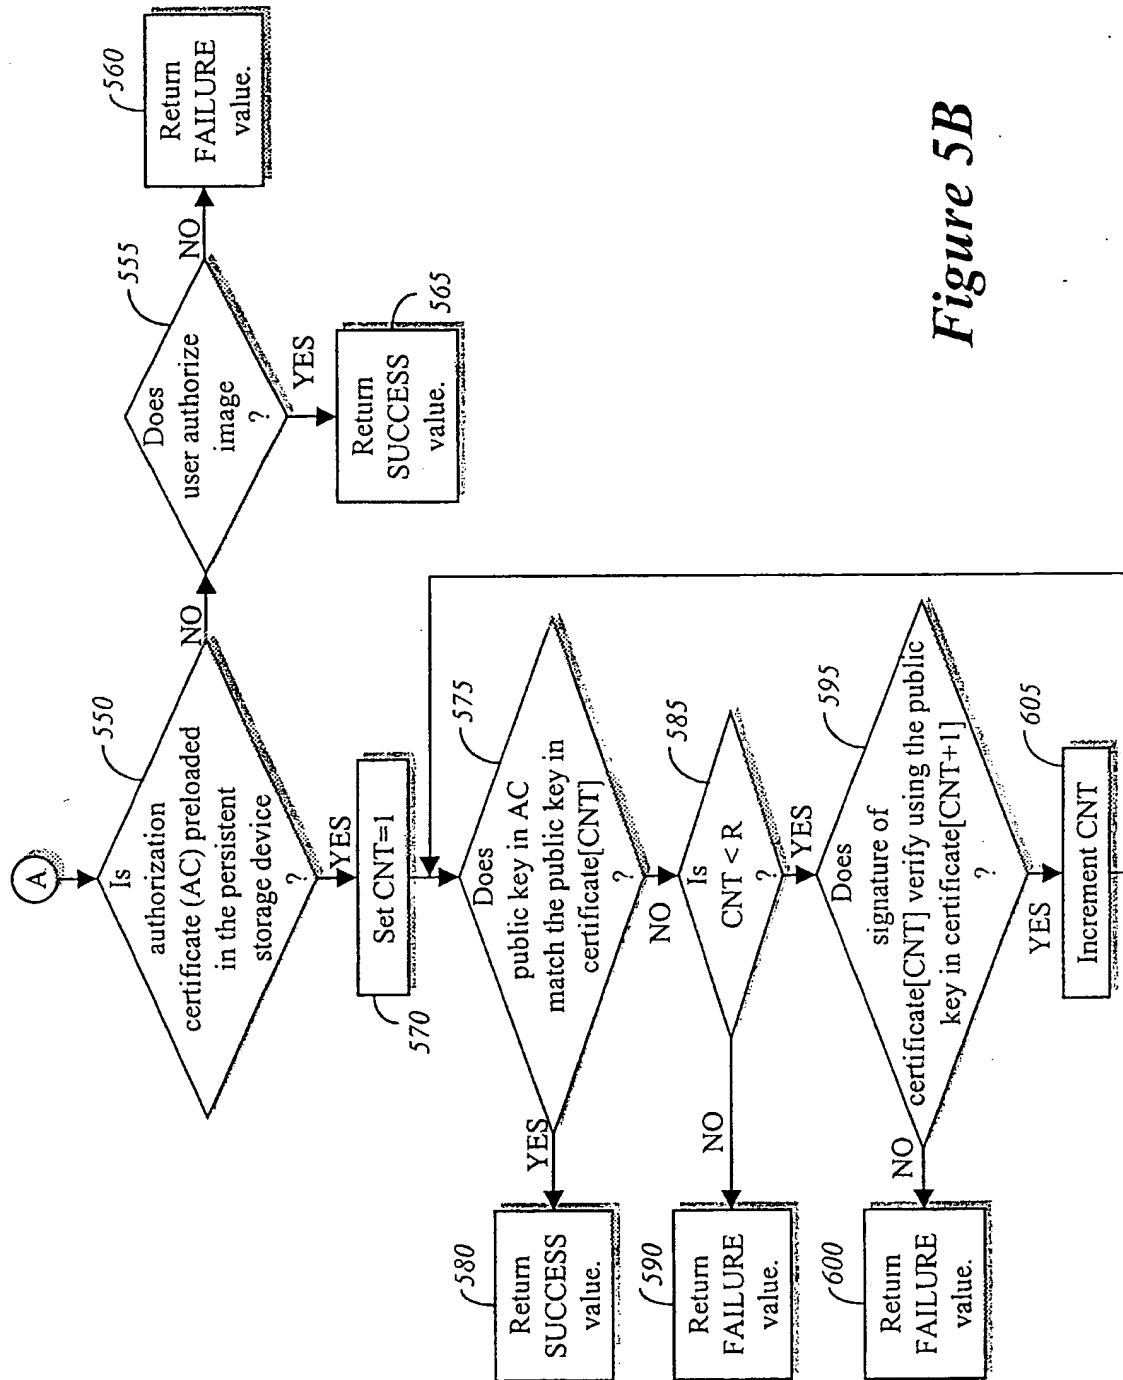 A
550
Is
authorization
certificate (AC) preloaded
in the persistent
storage device
?
NO
YES
555
Does
user authorize
image
?
NO
YES
560
Return
FAILURE
value.
565
Return
SUCCESS
value.
570
Set CNT=1
575
Does
public key in AC
match the public key in
certificate[CNT]
?
YES
NO
580
Return
SUCCESS
value.
585
Is
CNT < R
?
NO
YES
590
Return
FAILURE
value.
595
Does
signature of
certificate[CNT] verify using the public
key in certificate[CNT+1]
?
NO
YES
600
Return
FAILURE
value.
605
Increment CNT
Figure 5B